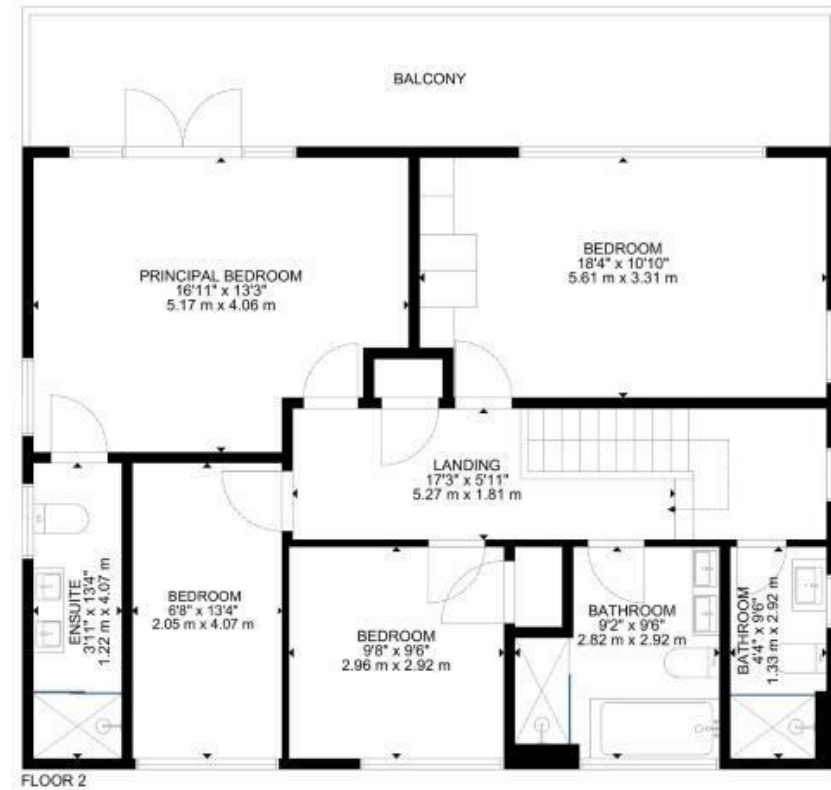 BALCONY
PRINCIPAL BEDROOM
16'11" x 13'3"
5.17 m x 4.06 m
BEDROOM
18'4" x 10'10"
5.61 m x 3.31 m
LANDING
17'3" x 5'11"
5.27 m x 1.81 m
ENSUITE
3'11" x 13'4"
1.22 m x 4.07 m
BEDROOM
6'8" x 13'4"
2.05 m x 4.07 m
BEDROOM
9'8" x 9'6"
2.96 m x 2.92 m
BATHROOM
9'2" x 9'6"
2.82 m x 2.92 m
BATHROOM
4'4" x 9'6"
1.33 m x 2.92 m
FLOOR 2